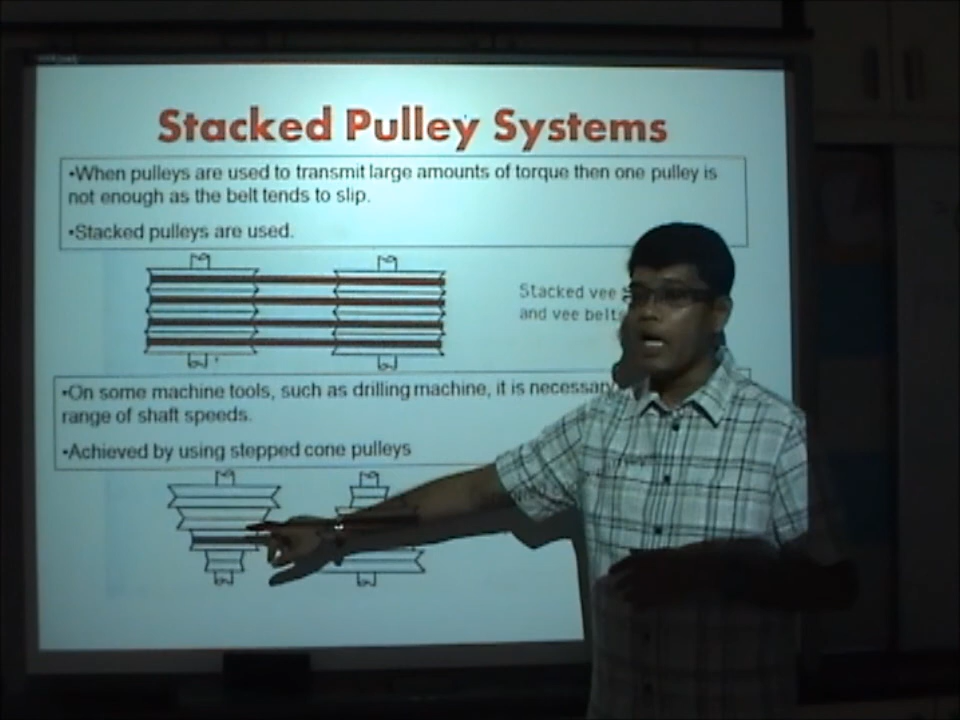 Stacked Pulley Systems
•When pulleys are used to transmit large amounts of torque then one pulley is
not enough as the belt tends to slip.
•Stacked pulleys are used.
Stacked vee
and vee belts
•On some machine tools, such as drilling machine, it is necessary
range of shaft speeds.
•Achieved by using stepped cone pulleys